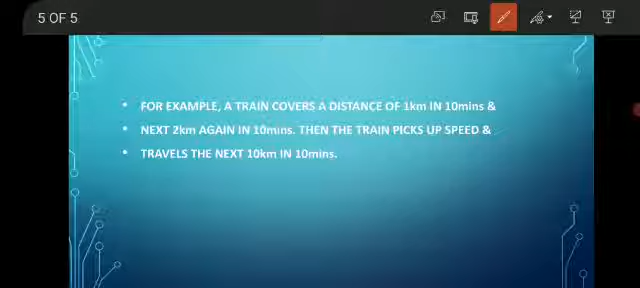 5 OF 5
• FOR EXAMPLE, A TRAIN COVERS A DISTANCE OF 1km IN 10mins &
• NEXT 2km AGAIN IN 10mins. THEN THE TRAIN PICKS UP SPEED &
• TRAVELS THE NEXT 10km IN 10mins.